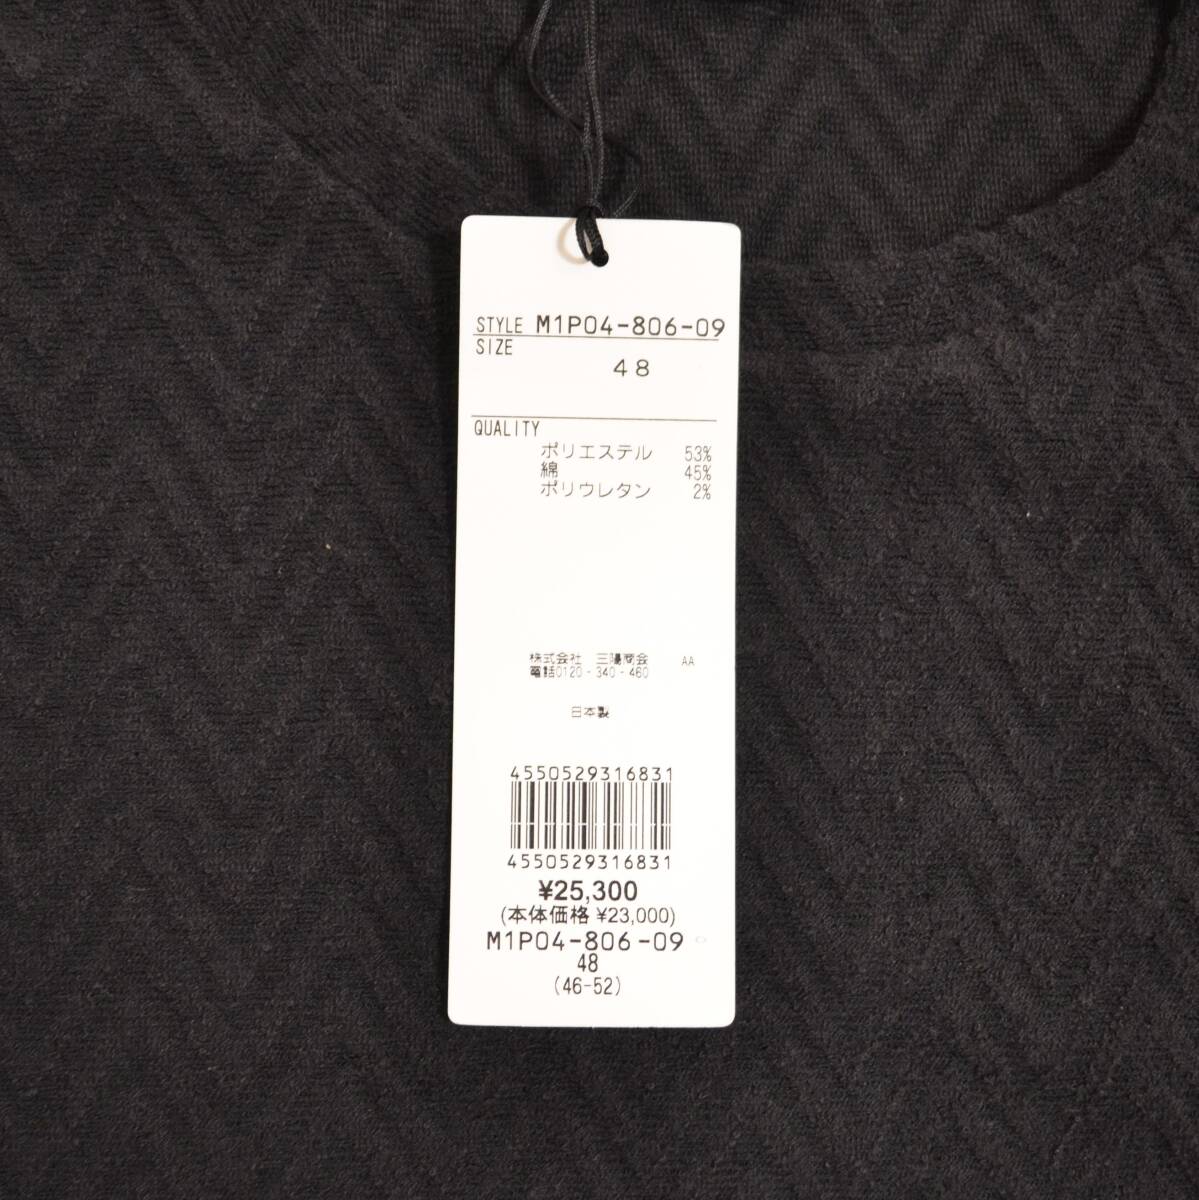 STYLE M1P04-806-09
SIZE
48
QUALITY
ポリエステル 53%
綿 45%
ポリウレタン 2%
株式会社 三陽商会 AA
電話0120-340-460
日本製
4550529316831
4550529316831
¥25,300
(本体価格 ¥23,000)
M1P04-806-09
48
(46-52)